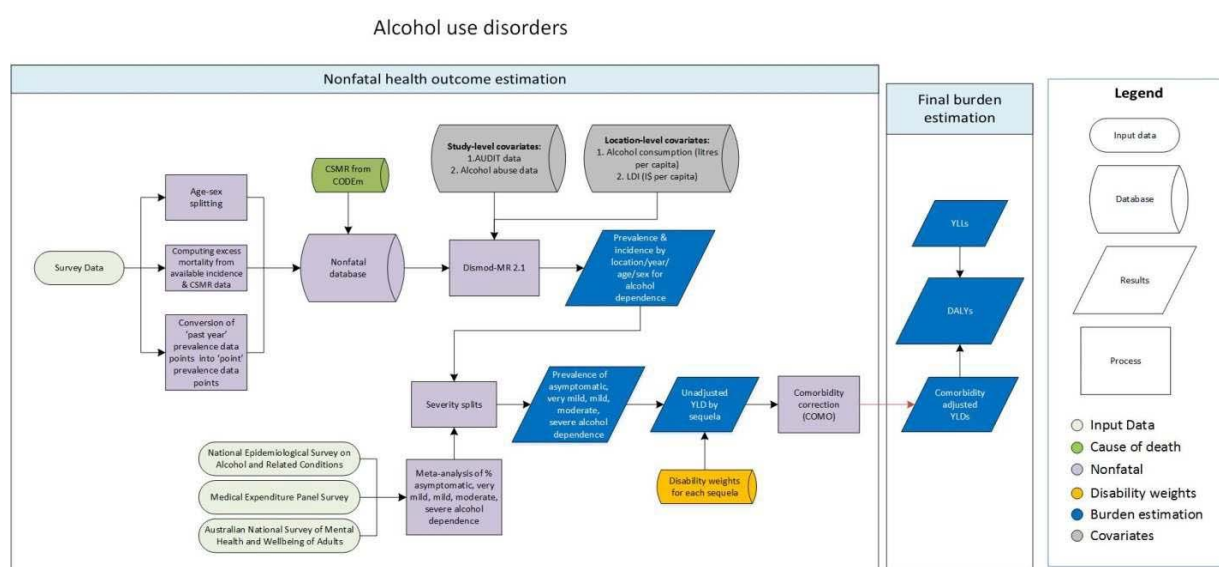 Alcohol use disorders
Nonfatal health outcome estimation
Final burden
estimation
Legend
Input data
Database
Results
Process
Input Data
Cause of death
Nonfatal
Disability weights
Burden estimation
Covariates
Survey Data
Age-sex
splitting
Computing excess
mortality from
available incidence
& CSMR data
Conversion of
‘past year’
prevalence data
points into ‘point’
prevalence data
points
CSMR from
CODEm
Nonfatal
database
Study-level covariates:
1.AUDIT data
2. Alcohol abuse data
Location-level covariates:
1. Alcohol consumption (litres
per capita)
2. LDI (I$ per capita)
Dismod-MR 2.1
Prevalence &
incidence by
location/year/
age/sex for
alcohol
dependence
Severity splits
National Epidemiological Survey on
Alcohol and Related Conditions
Medical Expenditure Panel Survey
Australian National Survey of Mental
Health and Wellbeing of Adults
Meta-analysis of %
asymptomatic, very
mild, mild, moderate,
severe alcohol
dependence
Prevalence of
asymptomatic,
very mild, mild,
moderate,
severe alcohol
dependence
Unadjusted
YLD by
sequela
Disability weights
for each sequela
Comorbidity
correction
(COMO)
YLLs
DALYs
Comorbidity
adjusted
YLDs